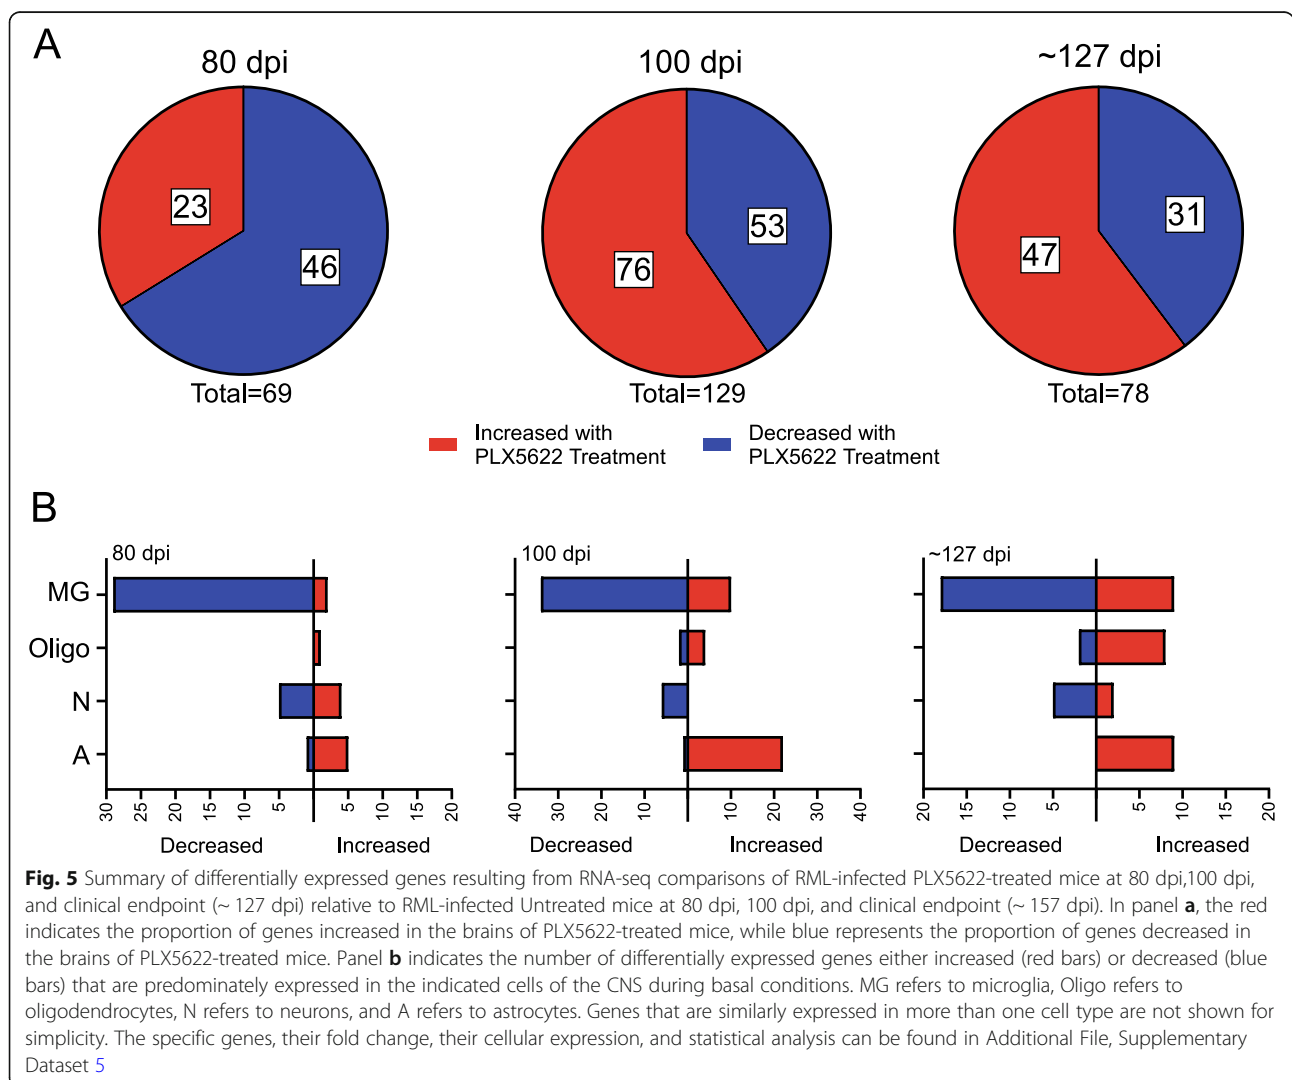 A
80 dpi
100 dpi
~127 dpi
23
46
76
53
47
31
Total=69
Total=129
Total=78
Increased with
PLX5622 Treatment
Decreased with
PLX5622 Treatment
B
80 dpi
100 dpi
~127 dpi
MG
Oligo
N
A
30 25 20 15 10 5 5 10 15 20
40 30 20 10 10 20 30 40
20 15 10 5 5 10 15 20
Decreased Increased
Decreased Increased
Decreased Increased
Fig. 5 Summary of differentially expressed genes resulting from RNA-seq comparisons of RML-infected PLX5622-treated mice at 80 dpi,100 dpi,
and clinical endpoint (~ 127 dpi) relative to RML-infected Untreated mice at 80 dpi, 100 dpi, and clinical endpoint (~ 157 dpi). In panel a, the red
indicates the proportion of genes increased in the brains of PLX5622-treated mice, while blue represents the proportion of genes decreased in
the brains of PLX5622-treated mice. Panel b indicates the number of differentially expressed genes either increased (red bars) or decreased (blue
bars) that are predominately expressed in the indicated cells of the CNS during basal conditions. MG refers to microglia, Oligo refers to
oligodendrocytes, N refers to neurons, and A refers to astrocytes. Genes that are similarly expressed in more than one cell type are not shown for
simplicity. The specific genes, their fold change, their cellular expression, and statistical analysis can be found in Additional File, Supplementary
Dataset 5